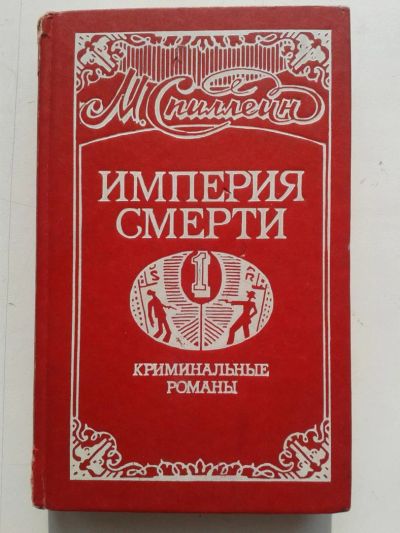 М. Спиллейн
ИМПЕРИЯ
СМЕРТИ
1
КРИМИНАЛЬНЫЕ
РОМАНЫ